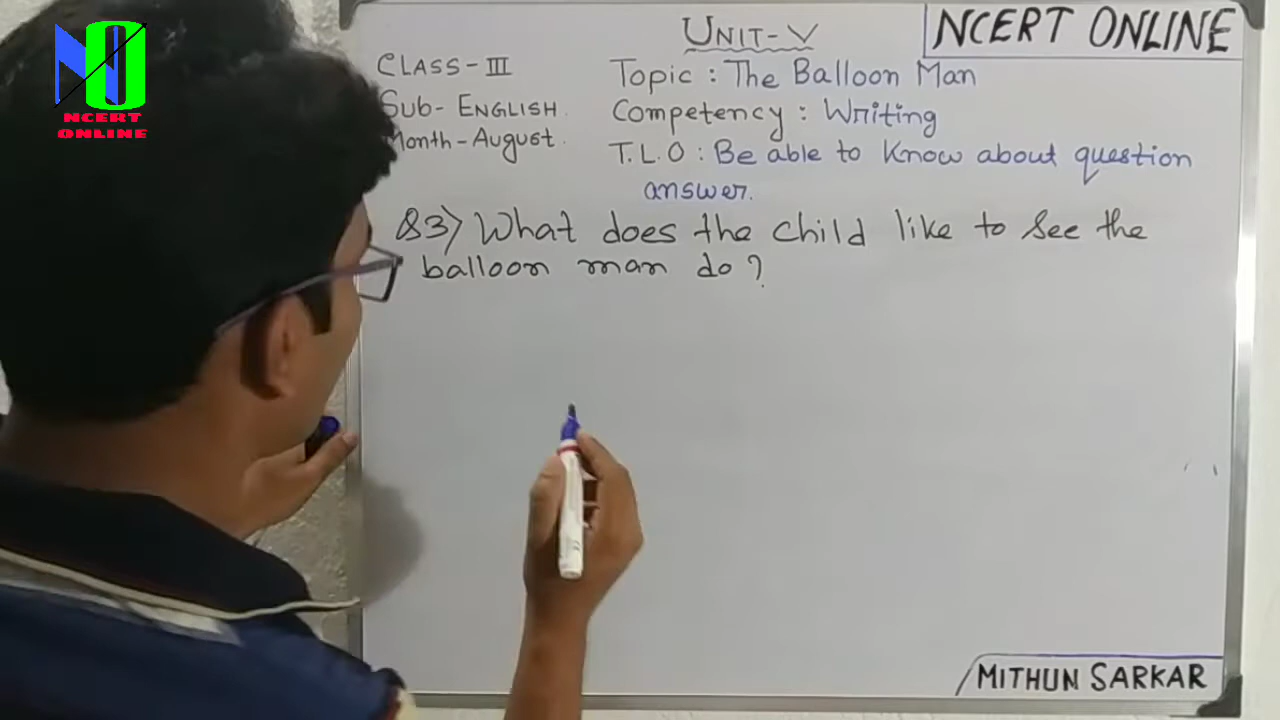 NCERT
ONLINE
UNIT-V
NCERT ONLINE
CLASS-III
Sub-ENGLISH.
Month-August.
Topic : The Balloon Man
Competency : Writing
T.L.O : Be able to know about question
answer.
Q3) What does the child like to see the
balloon man do?
MITHUN SARKAR